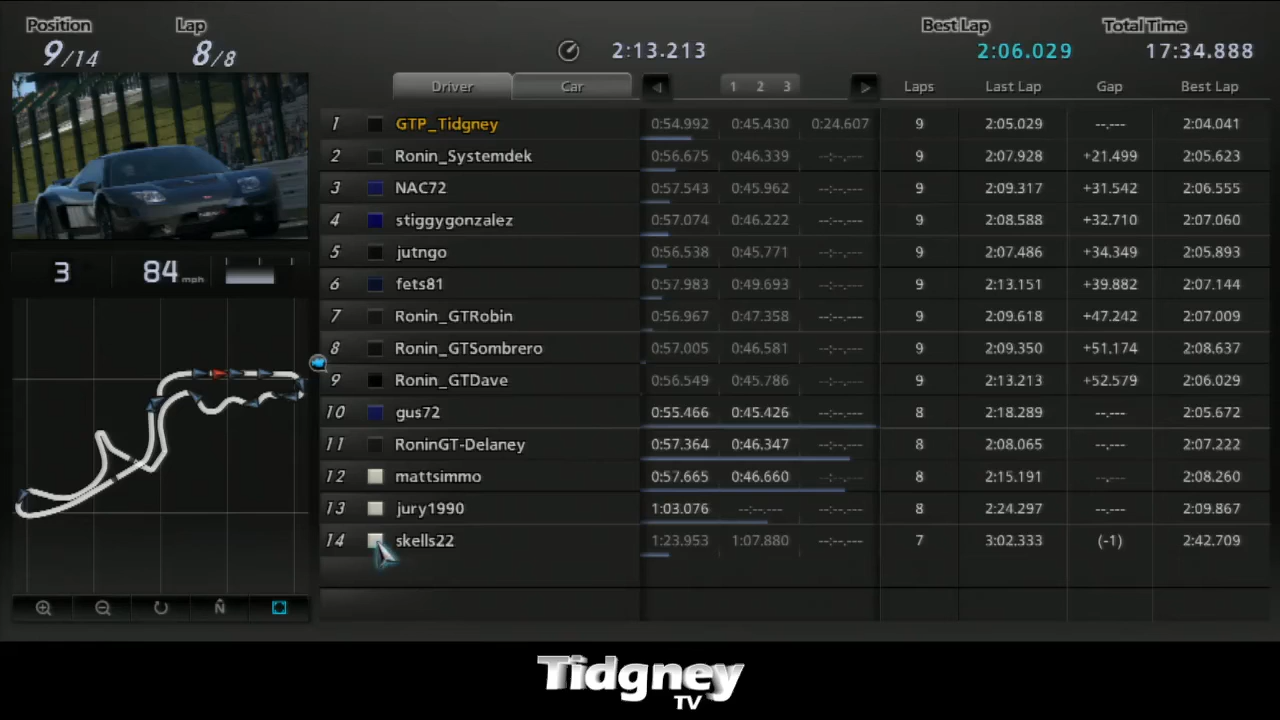 Position Lap Best Lap Total Time
9/14 8/8 2:13.213 2:06.029 17:34.888
Driver Car 1 2 3 Laps Last Lap Gap Best Lap
1 GTP_Tidgney 0:54.992 0:45.430 0:24.607 9 2:05.029 --.--- 2:04.041
2 Ronin_Systemdek 0:56.675 0:46.339 --:--.--- 9 2:07.928 +21.499 2:05.623
3 NAC72 0:57.543 0:45.962 --:--.--- 9 2:09.317 +31.542 2:06.555
4 stiggygonzalez 0:57.074 0:46.222 --:--.--- 9 2:08.588 +32.710 2:07.060
5 jutngo 0:56.538 0:45.771 --:--.--- 9 2:07.486 +34.349 2:05.893
6 fets81 0:57.983 0:49.693 --:--.--- 9 2:13.151 +39.882 2:07.144
7 Ronin_GTRobin 0:56.967 0:47.358 --:--.--- 9 2:09.618 +47.242 2:07.009
8 Ronin_GTSombrero 0:57.005 0:46.581 --:--.--- 9 2:09.350 +51.174 2:08.637
9 Ronin_GTDave 0:56.549 0:45.786 --:--.--- 9 2:13.213 +52.579 2:06.029
10 gus72 0:55.466 0:45.426 --:--.--- 8 2:18.289 --.--- 2:05.672
11 RoninGT-Delaney 0:57.364 0:46.347 --:--.--- 8 2:08.065 --.--- 2:07.222
12 mattsimmo 0:57.665 0:46.660 --:--.--- 8 2:15.191 --.--- 2:08.260
13 jury1990 1:03.076 --:--.--- --:--.--- 8 2:24.297 --.--- 2:09.867
14 skells22 1:23.953 1:07.880 --:--.--- 7 3:02.333 (-1) 2:42.709
3 84 mph
N
Tidgney
TV